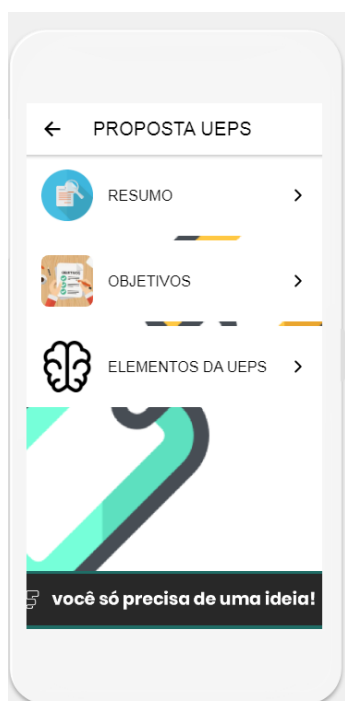 PROPOSTA UEPS
RESUMO
OBJETIVOS
ELEMENTOS DA UEPS
você só precisa de uma ideia!